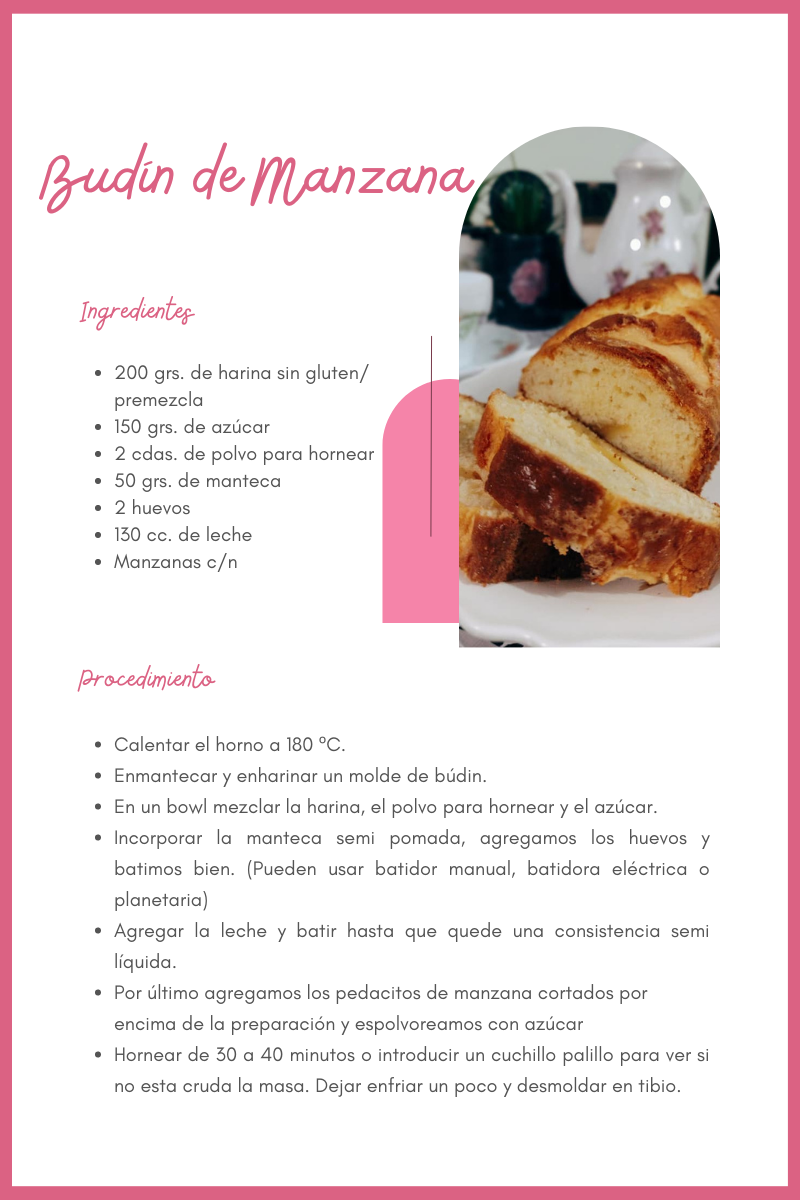 Budín de Manzana
Ingredientes
• 200 grs. de harina sin gluten/
premezcla
• 150 grs. de azúcar
• 2 cdas. de polvo para hornear
• 50 grs. de manteca
• 2 huevos
• 130 cc. de leche
• Manzanas c/n
Procedimiento
• Calentar el horno a 180 ºC.
• Enmantecar y enharinar un molde de búdin.
• En un bowl mezclar la harina, el polvo para hornear y el azúcar.
• Incorporar la manteca semi pomada, agregamos los huevos y
batimos bien. (Pueden usar batidor manual, batidora eléctrica o
planetaria)
• Agregar la leche y batir hasta que quede una consistencia semi
líquida.
• Por último agregamos los pedacitos de manzana cortados por
encima de la preparación y espolvoreamos con azúcar
• Hornear de 30 a 40 minutos o introducir un cuchillo palillo para ver si
no esta cruda la masa. Dejar enfriar un poco y desmoldar en tibio.